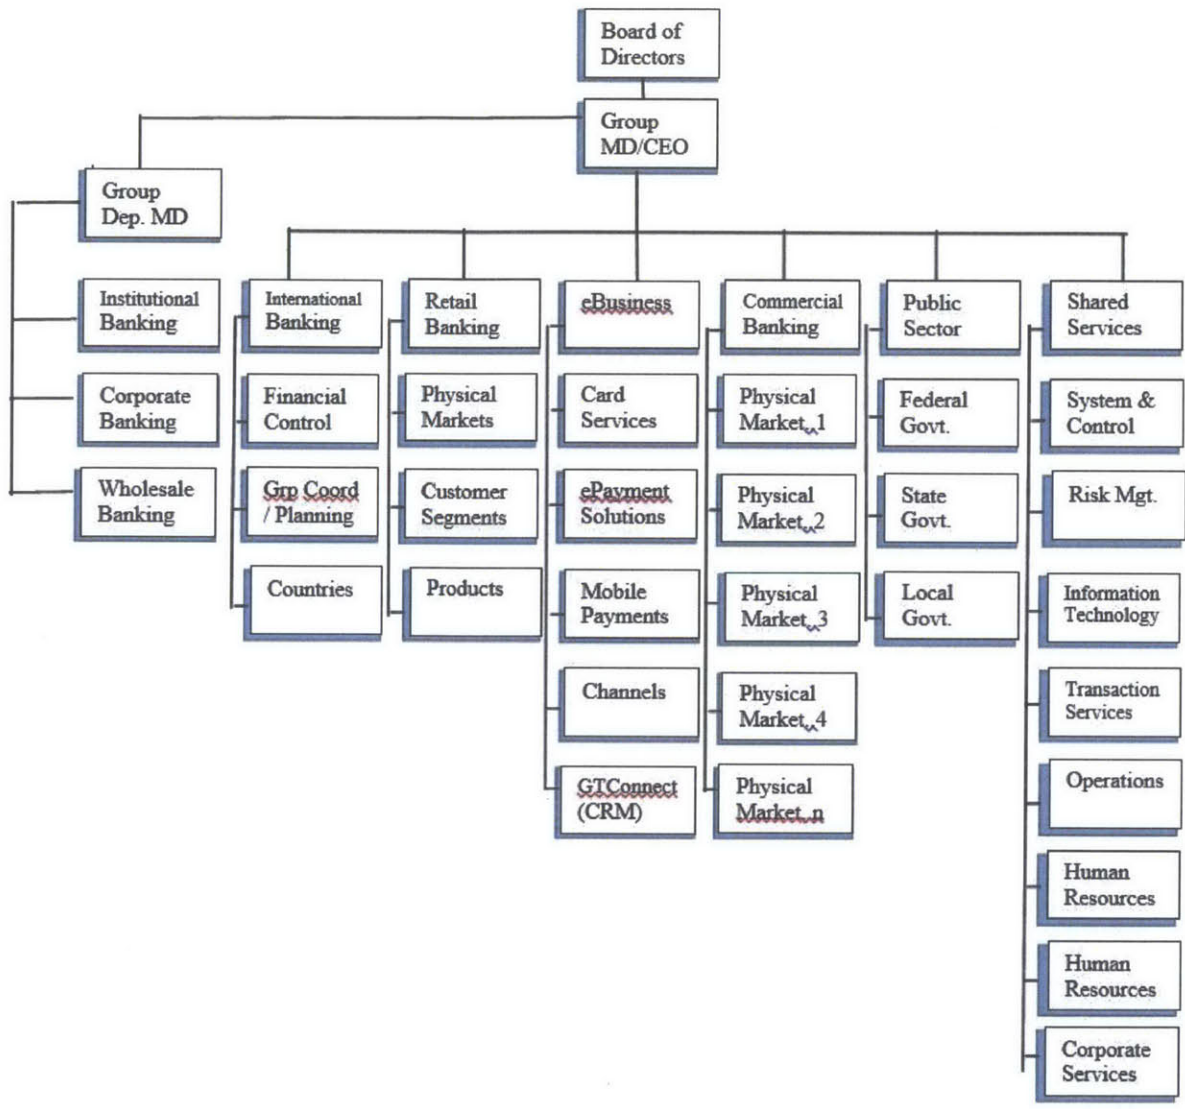 Board of
Directors
Group
MD/CEO
Group
Dep. MD
Institutional
Banking
Corporate
Banking
Wholesale
Banking
International
Banking
Financial
Control
Grp Coord
/ Planning
Countries
Retail
Banking
Physical
Markets
Customer
Segments
Products
eBusiness
Card
Services
ePayment
Solutions
Mobile
Payments
Channels
GTConnect
(CRM)
Commercial
Banking
Physical
Market 1
Physical
Market 2
Physical
Market 3
Physical
Market 4
Physical
Market n
Public
Sector
Federal
Govt.
State
Govt.
Local
Govt.
Shared
Services
System &
Control
Risk Mgt.
Information
Technology
Transaction
Services
Operations
Human
Resources
Human
Resources
Corporate
Services